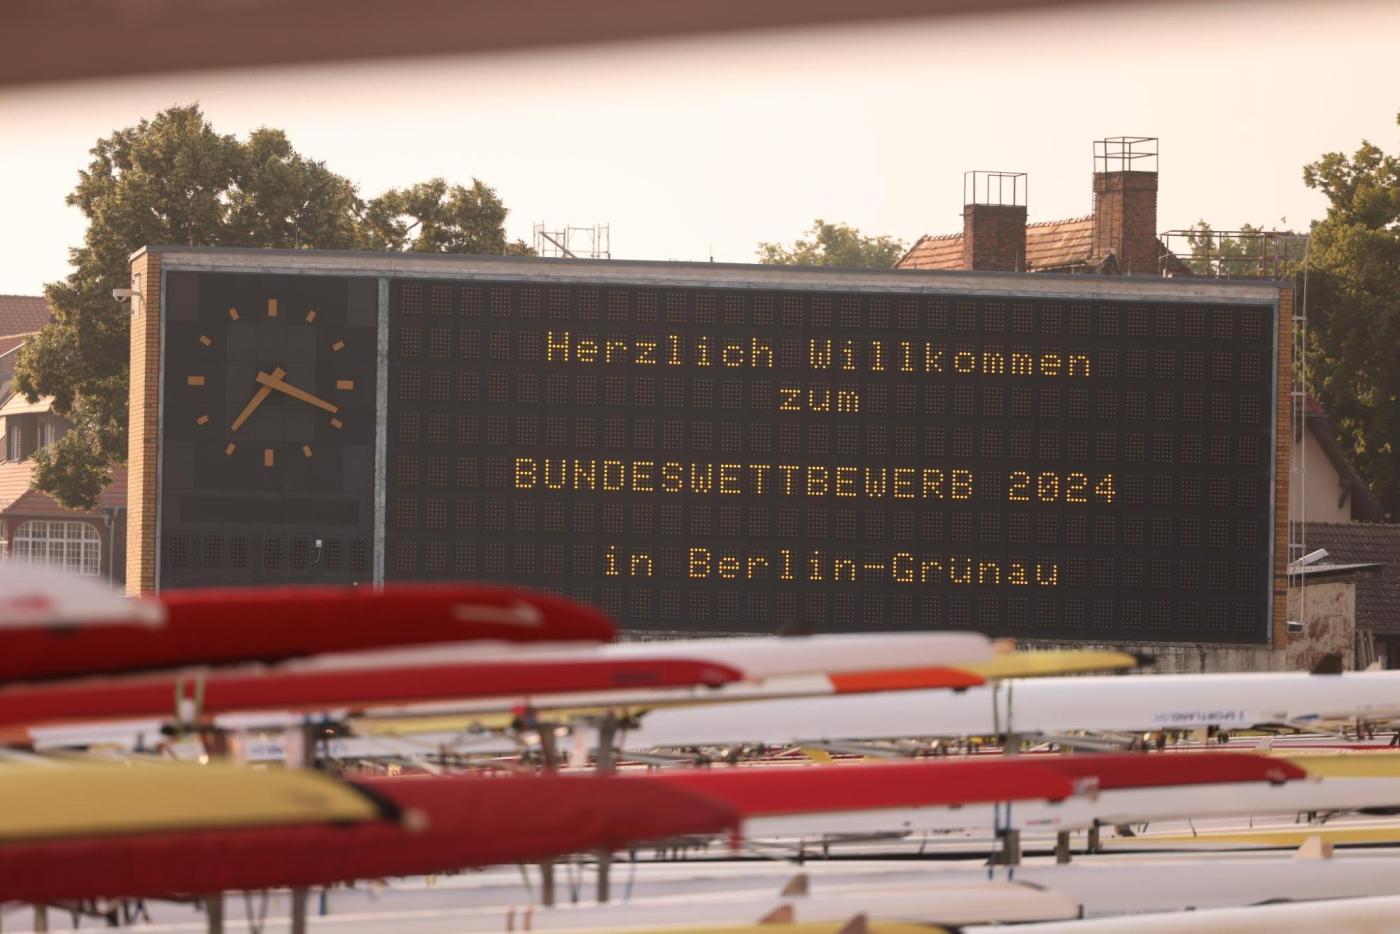 Herzlich Willkommen
zum
BUNDESWETTBEWERB 2024
in Berlin-Grünau